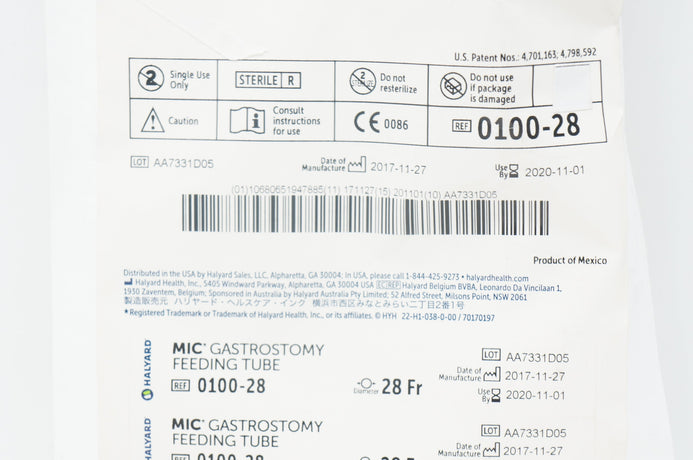 U.S. Patent Nos.: 4,701,163; 4,798,592
2 Single Use Only
STERILE R
2 STERILIZE Do not resterilize
Do not use if package is damaged
Caution
Consult instructions for use
CE 0086
REF 0100-28
LOT AA7331D05
Date of Manufacture 2017-11-27
Use By 2020-11-01
(01)10680651947885(11) 171127(15) 201101(10) AA7331D05
Product of Mexico
Distributed in the USA by Halyard Sales, LLC, Alpharetta, GA 30004; In USA, please call 1-844-425-9273 • halyardhealth.com
Halyard Health, Inc., 5405 Windward Parkway, Alpharetta, GA 30004 USA EC REP Halyard Belgium BVBA, Leonardo Da Vincilaan 1,
1930 Zaventem, Belgium; Sponsored in Australia by Halyard Australia Pty Limited; 52 Alfred Street, Milsons Point, NSW 2061
製造販売元 ハリヤード・ヘルスケア・インク 横浜市西区みなとみらい二丁目2番1号
*Registered Trademark or Trademark of Halyard Health, Inc., or its affiliates. © HYH 22-H1-038-0-00 / 70170197
HALYARD
MIC* GASTROSTOMY
FEEDING TUBE
REF 0100-28
Diameter 28 Fr
LOT AA7331D05
Date of Manufacture 2017-11-27
Use By 2020-11-01
HALYARD
MIC* GASTROSTOMY
FEEDING TUBE
REF 0100-28
28 Fr
LOT AA7331D05
Date of Manufacture 2017-11-27